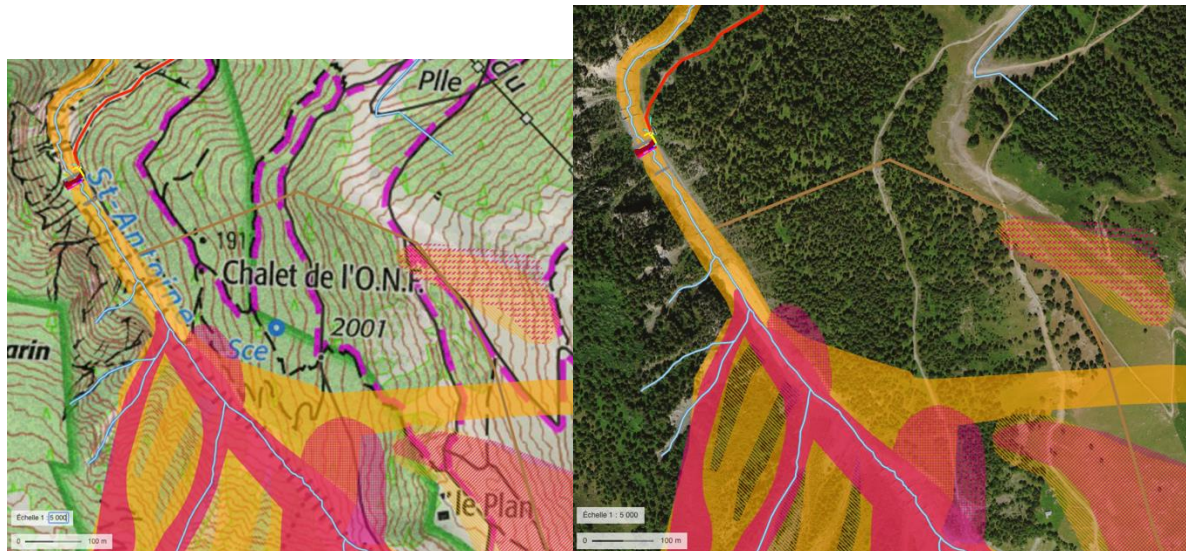 Plle
du
St-Antoine
191
Chalet de l'O.N.F.
2001
Sce
arin
le Plan
Échelle 1 : 5 000
0 100 m
Échelle 1 : 5 000
0 100 m